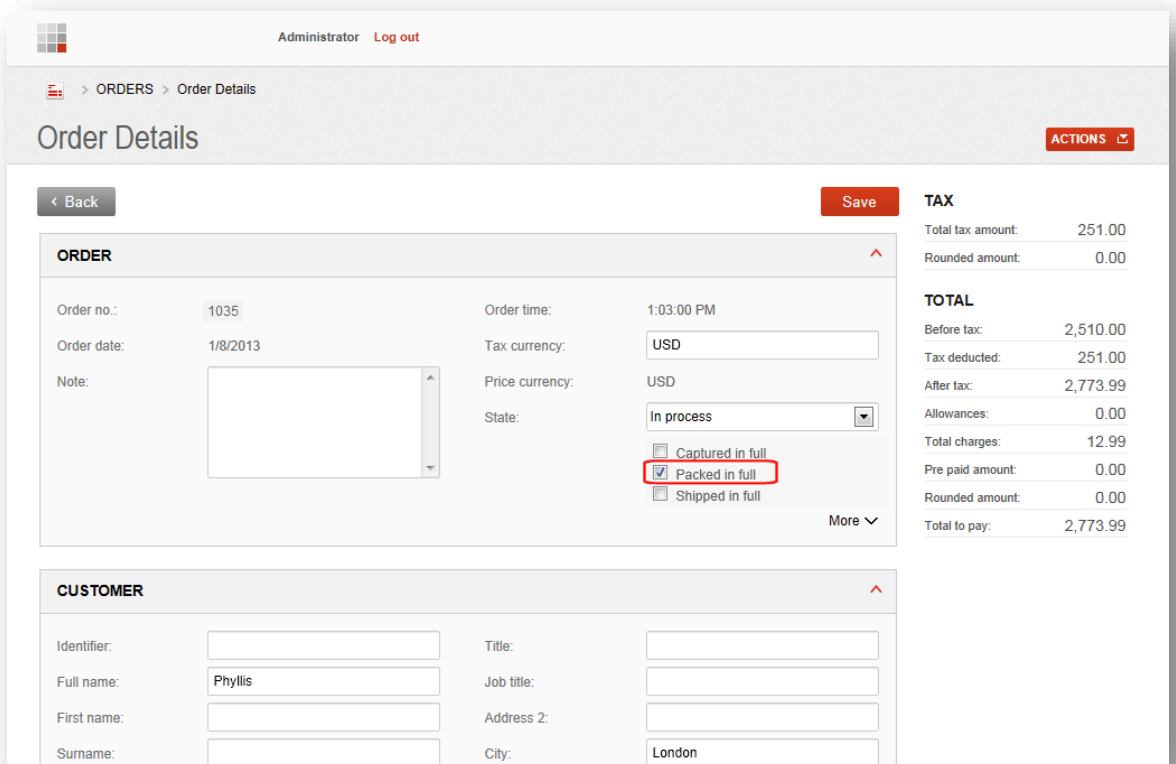 Administrator Log out
> ORDERS > Order Details
Order Details
ACTIONS
‹ Back
Save
ORDER
Order no.: 1035
Order time: 1:03:00 PM
Order date: 1/8/2013
Tax currency: USD
Note:
Price currency: USD
State: In process
Captured in full
Packed in full
Shipped in full
More
CUSTOMER
Identifier:
Title:
Full name: Phyllis
Job title:
First name:
Address 2:
Surname:
City: London
TAX
Total tax amount: 251.00
Rounded amount: 0.00
TOTAL
Before tax: 2,510.00
Tax deducted: 251.00
After tax: 2,773.99
Allowances: 0.00
Total charges: 12.99
Pre paid amount: 0.00
Rounded amount: 0.00
Total to pay: 2,773.99